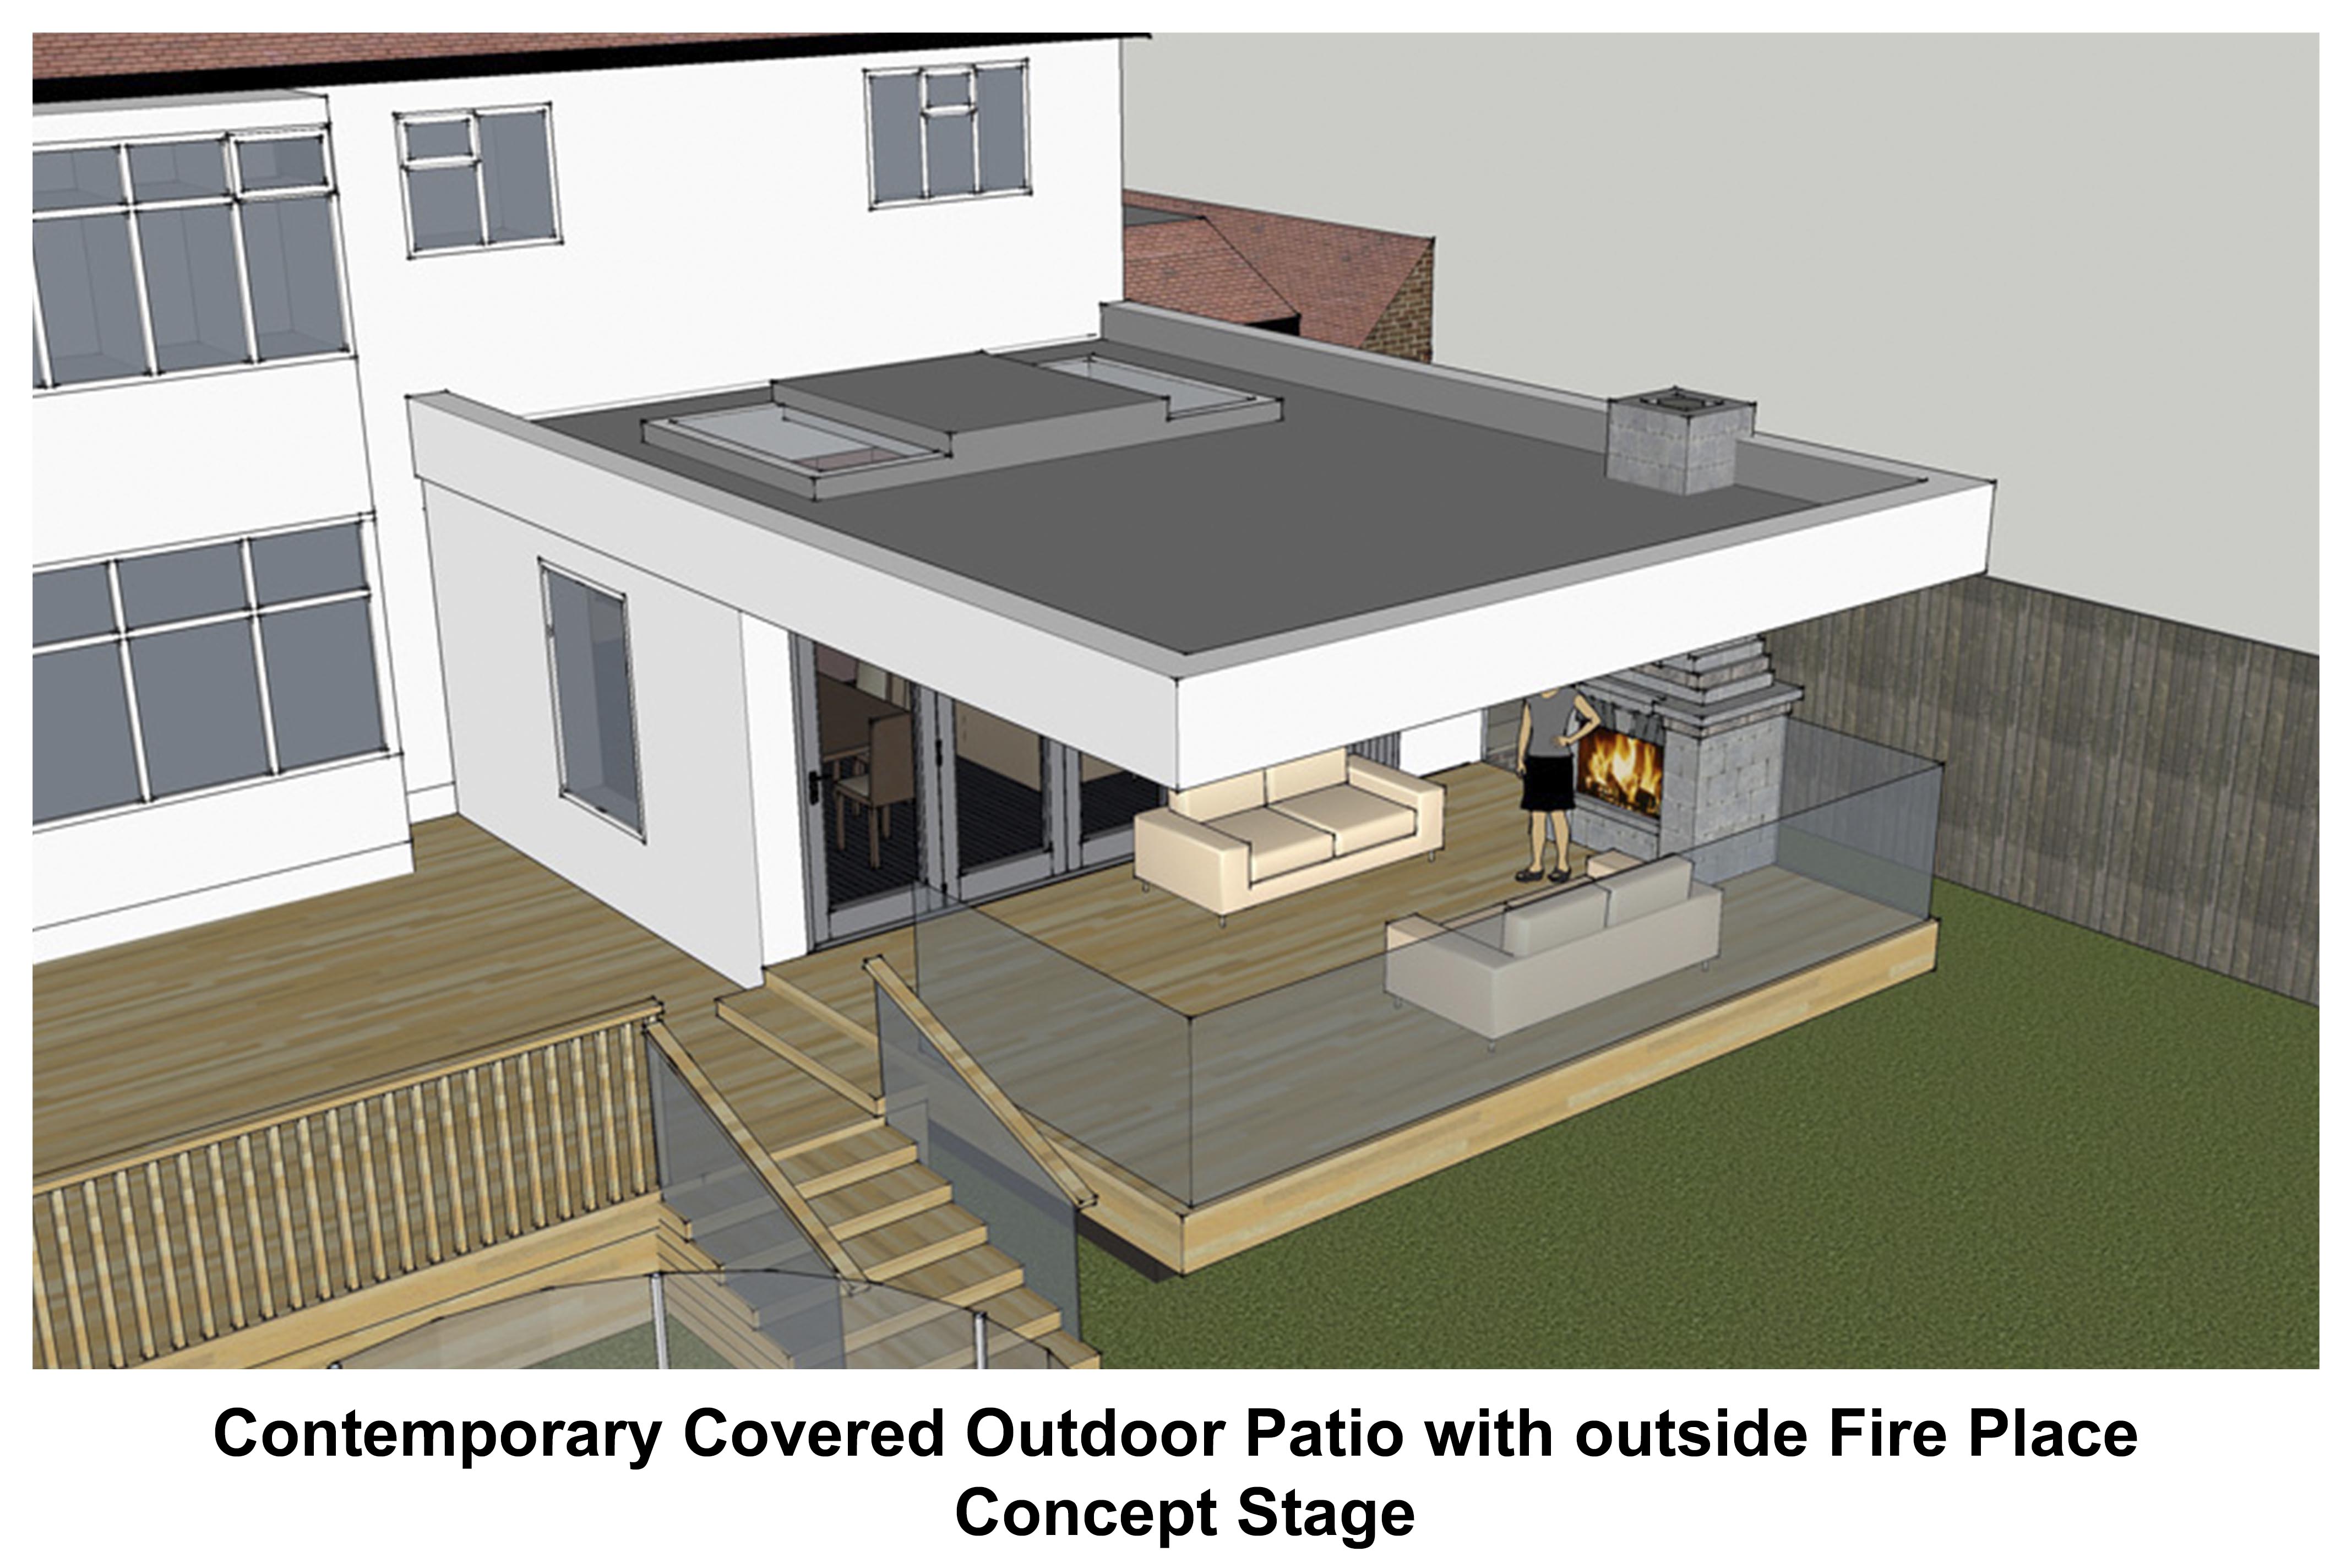 Contemporary Covered Outdoor Patio with outside Fire Place
Concept Stage